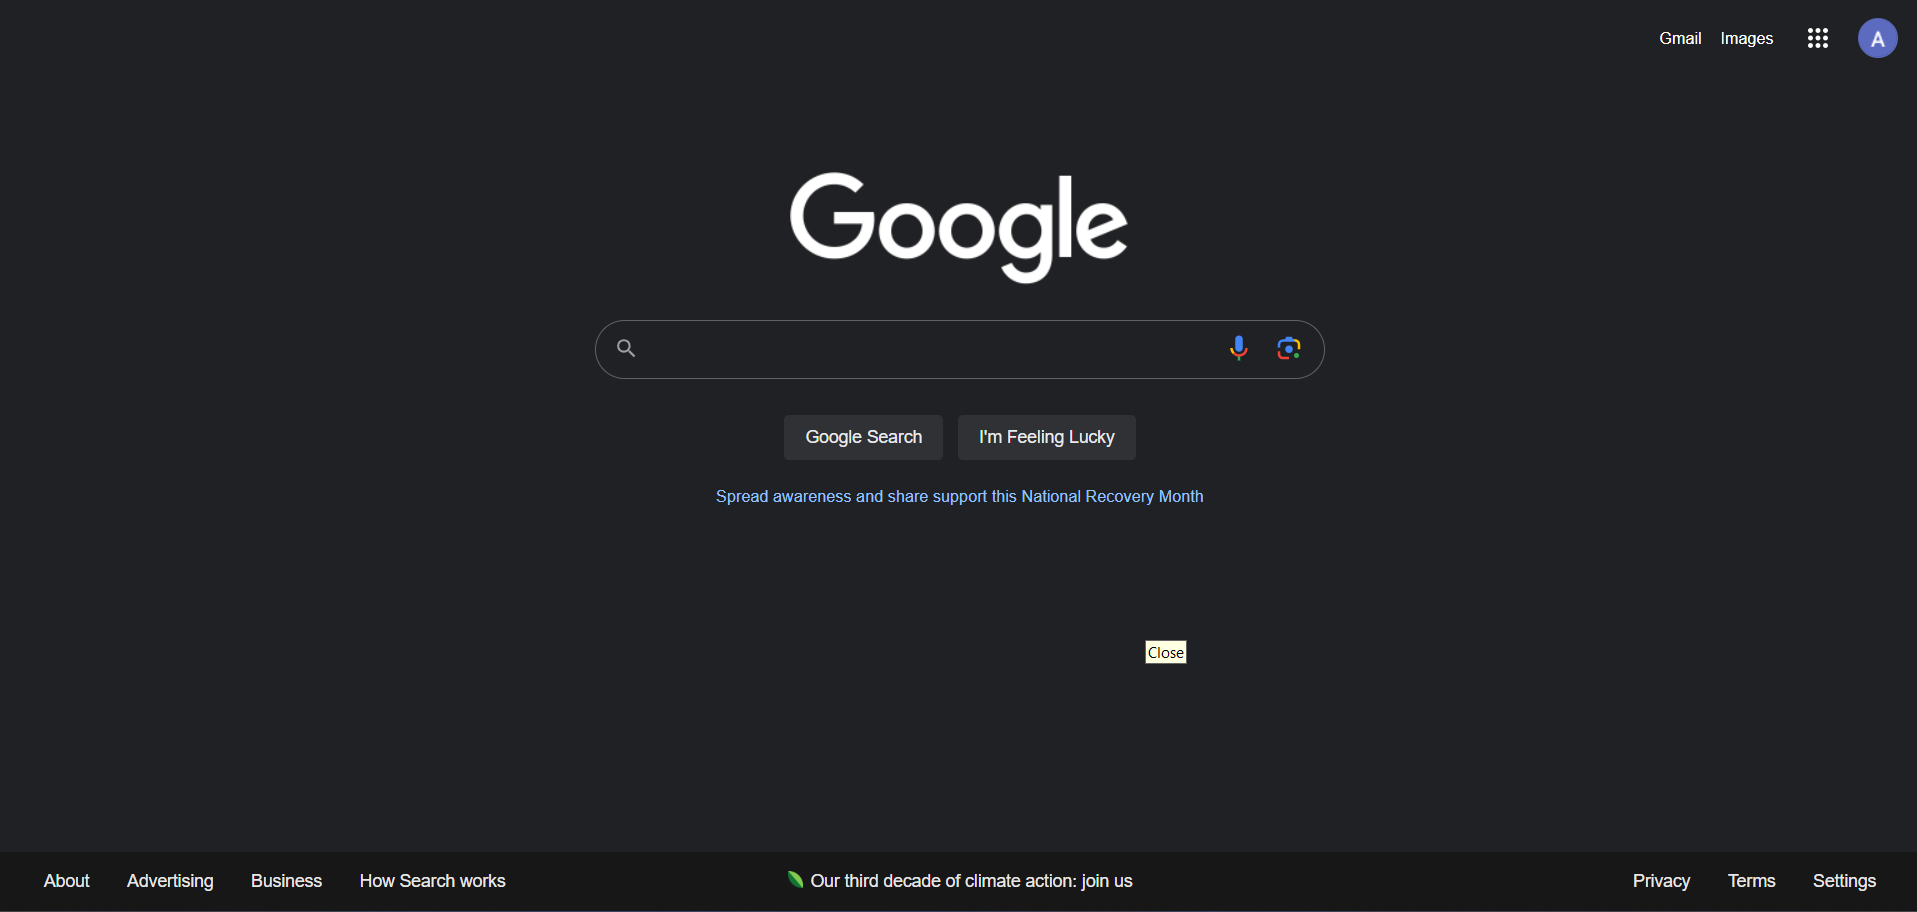 Gmail Images A
Google
Google Search I'm Feeling Lucky
Spread awareness and share support this National Recovery Month
Close
About Advertising Business How Search works Our third decade of climate action: join us Privacy Terms Settings